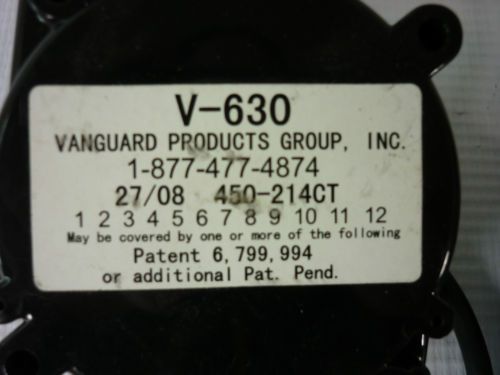 V-630
VANGUARD PRODUCTS GROUP, INC.
1-877-477-4874
27/08 450-214CT
1 2 3 4 5 6 7 8 9 10 11 12
May be covered by one or more of the following
Patent 6,799,994
or additional Pat. Pend.